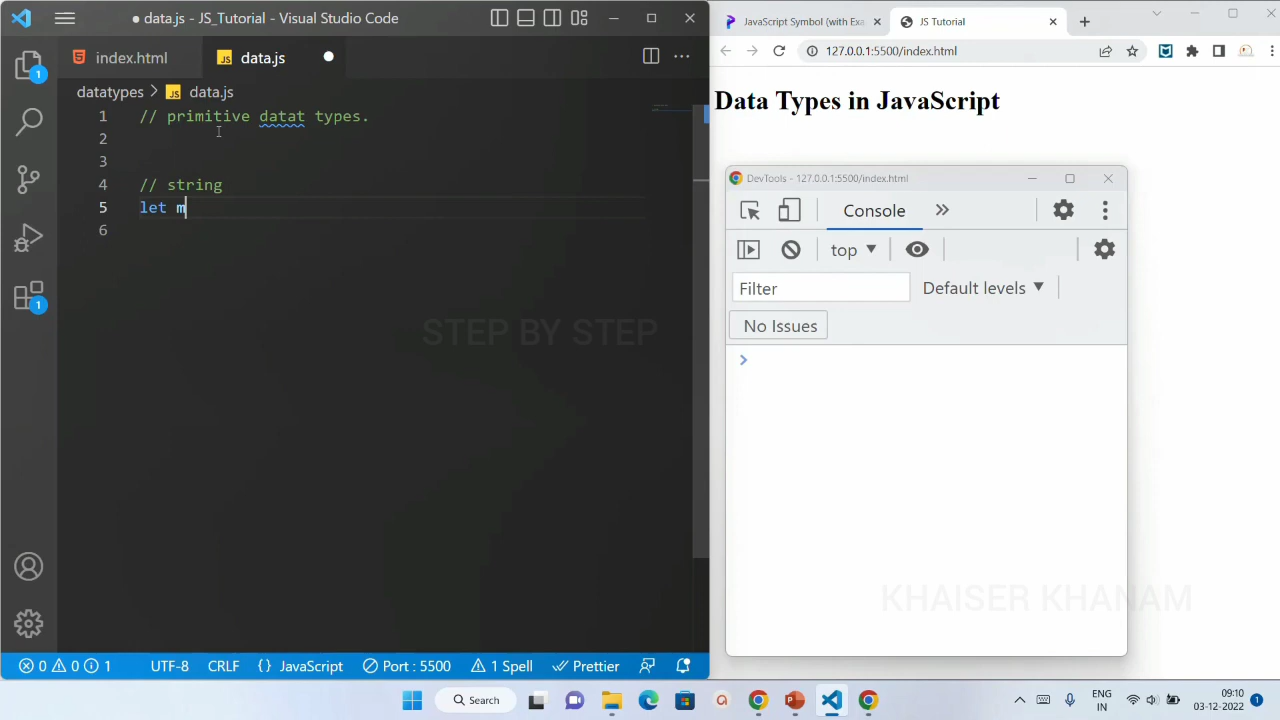 data.js - JS_Tutorial - Visual Studio Code
index.html
data.js
datatypes > data.js
1 // primitive datat types.
2
3
4 // string
5 let m
6
STEP BY STEP
1
1
0 0 1 UTF-8 CRLF {} JavaScript Port : 5500 1 Spell Prettier
JavaScript Symbol (with Exa
JS Tutorial
127.0.0.1:5500/index.html
Data Types in JavaScript
DevTools - 127.0.0.1:5500/index.html
Console
top
Filter
Default levels
No Issues
KHAISER KHANAM
Search
ENG
IN
09:10
03-12-2022
1